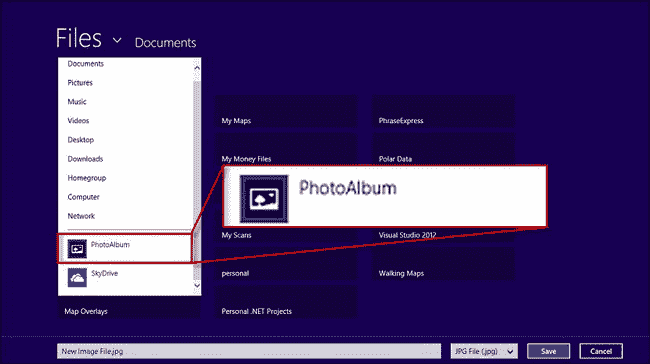 Files Documents
Documents
Pictures
Music
Videos
Desktop
Downloads
Homegroup
Computer
Network
PhotoAlbum
SkyDrive
Map Overlays
My Maps
My Money Files
My Scans
personal
Personal .NET Projects
PhraseExpress
Polar Data
Visual Studio 2012
Walking Maps
PhotoAlbum
New Image File.jpg
JPG File (.jpg)
Save
Cancel